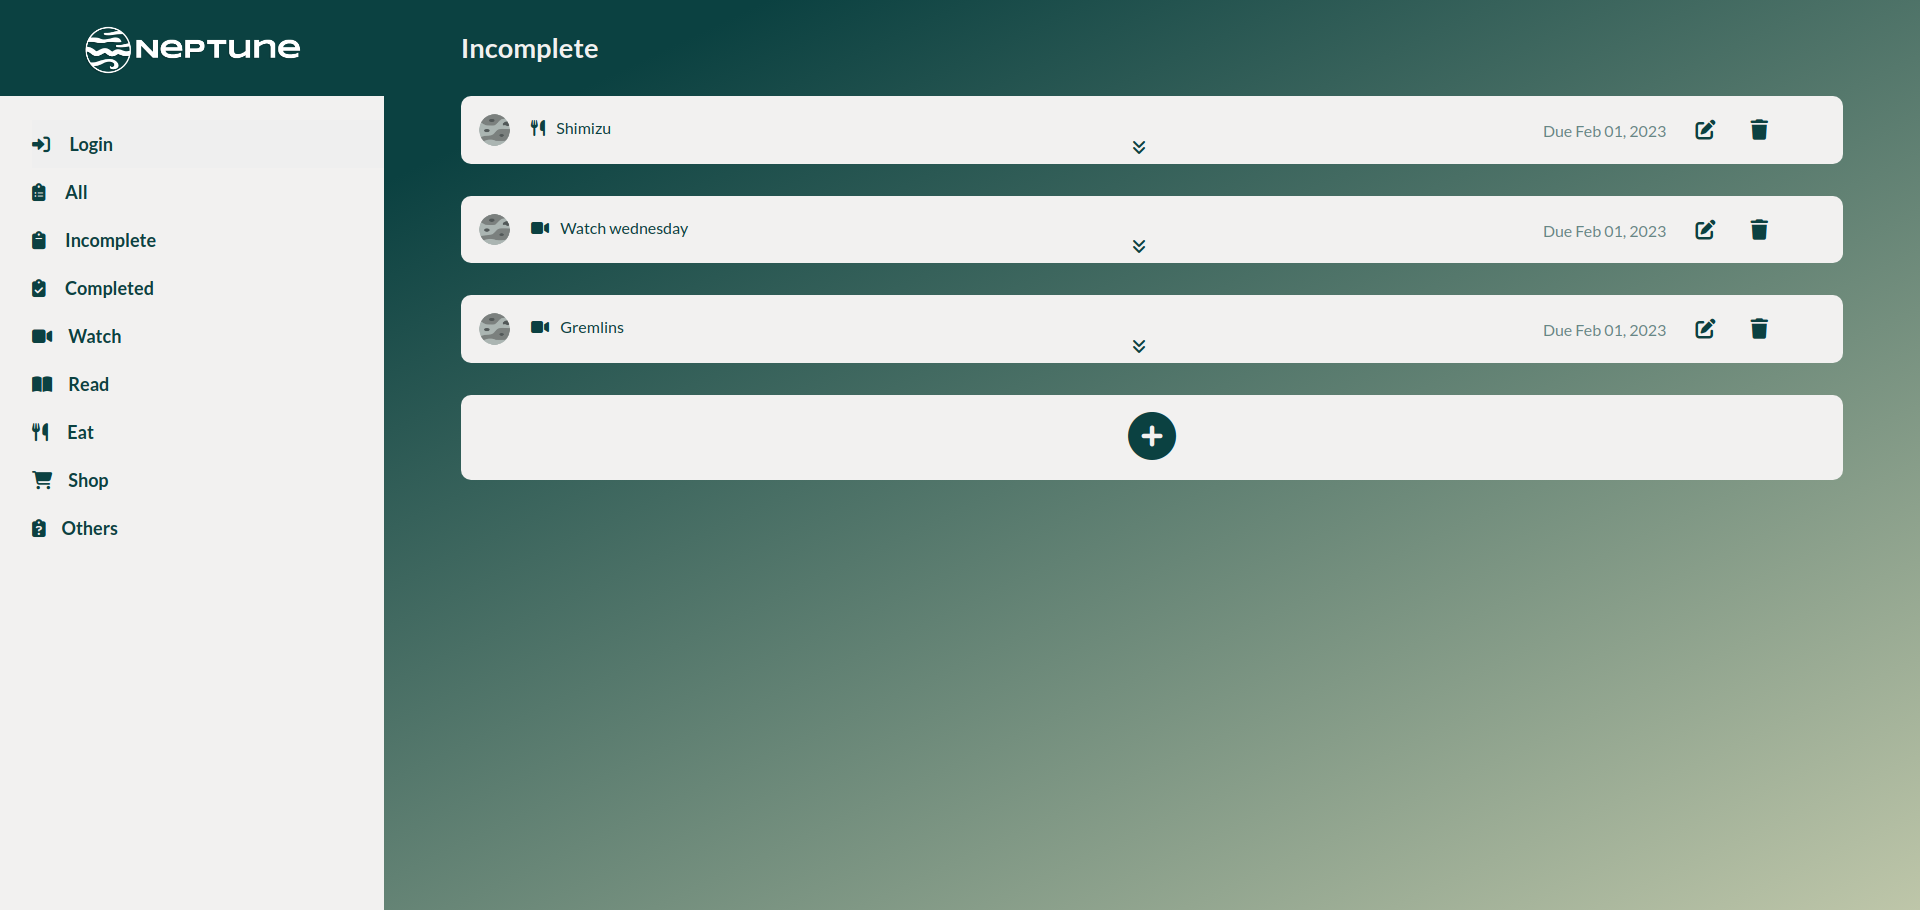 NEPTUNE
Incomplete
Login
All
Incomplete
Completed
Watch
Read
Eat
Shop
Others
Shimizu
Due Feb 01, 2023
Watch wednesday
Due Feb 01, 2023
Gremlins
Due Feb 01, 2023